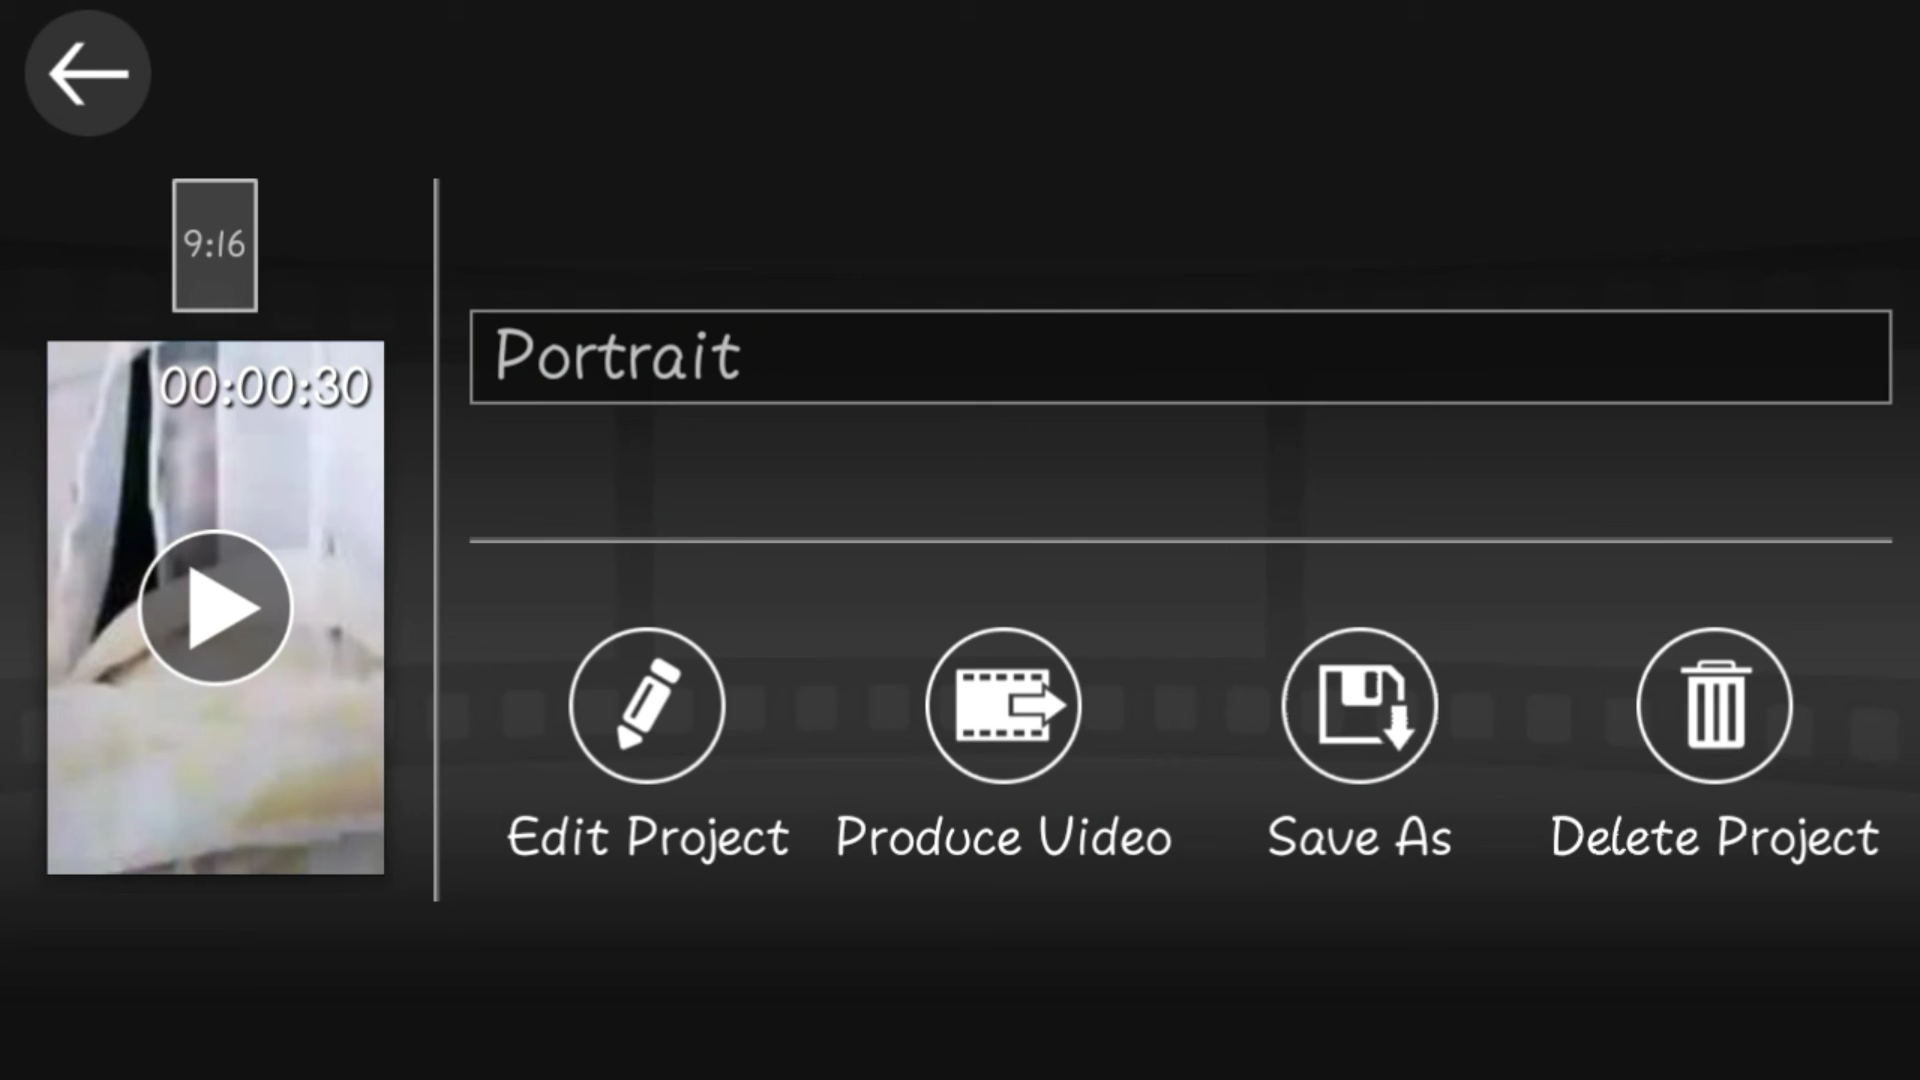 9:16
00:00:30
Portrait
Edit Project
Produce Video
Save As
Delete Project